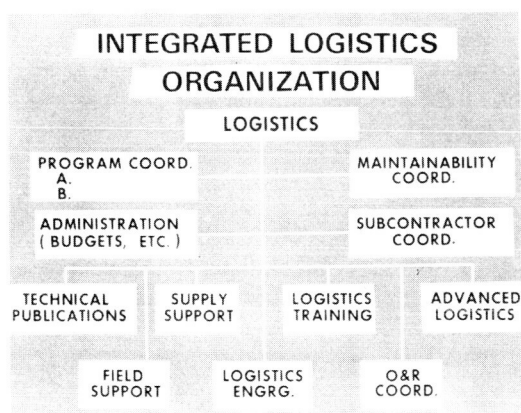 INTEGRATED LOGISTICS
ORGANIZATION
LOGISTICS
PROGRAM COORD.
A.
B.
MAINTAINABILITY
COORD.
ADMINISTRATION
( BUDGETS, ETC. )
SUBCONTRACTOR
COORD.
TECHNICAL
PUBLICATIONS
SUPPLY
SUPPORT
LOGISTICS
TRAINING
ADVANCED
LOGISTICS
FIELD
SUPPORT
LOGISTICS
ENGRG.
O&R
COORD.